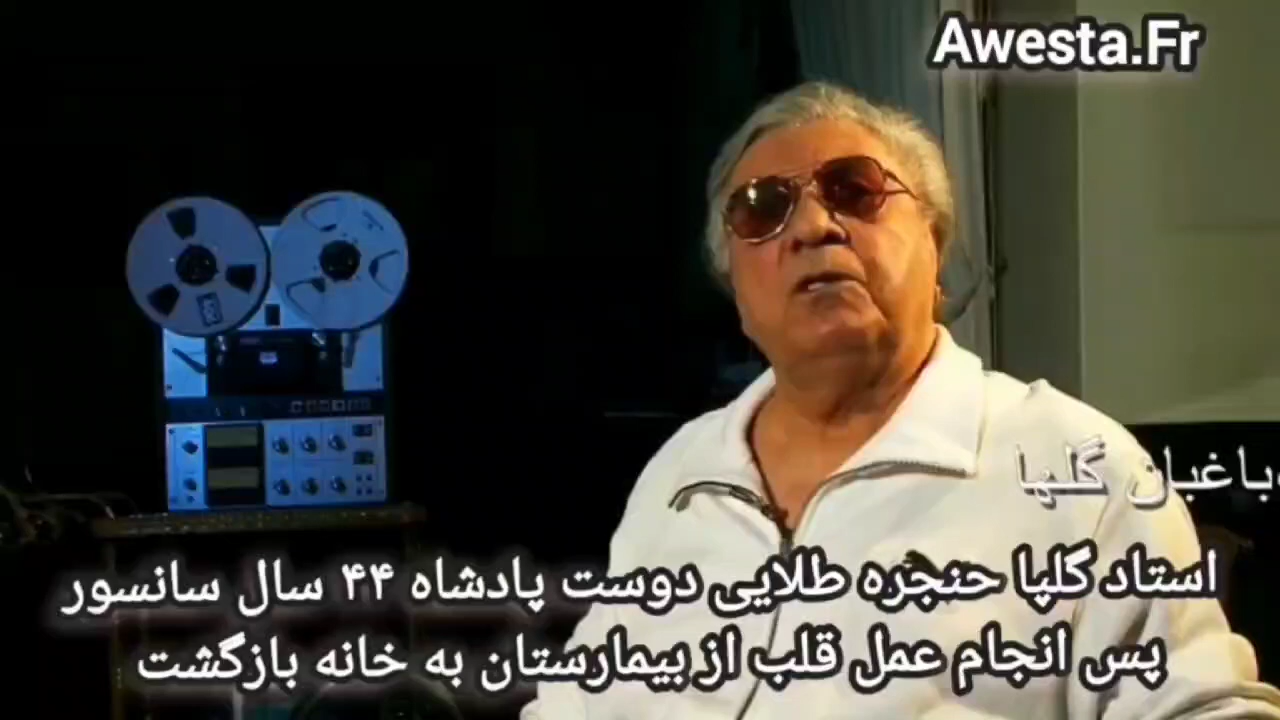 Awesta.Fr
باغبان گلها
استاد گلپا حنجره طلایی دوست پادشاه ۴۴ سال سانسور
پس انجام عمل قلب از بیمارستان به خانه بازگشت